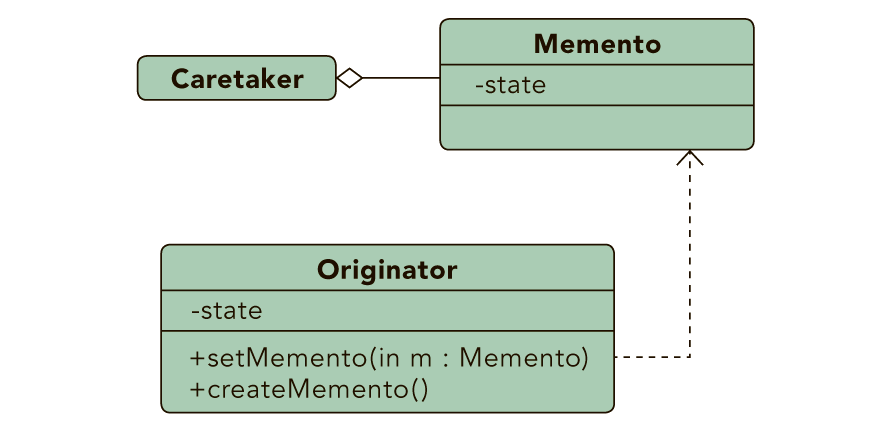 Memento
-state
Caretaker
Originator
-state
+setMemento(in m : Memento)
+createMemento()